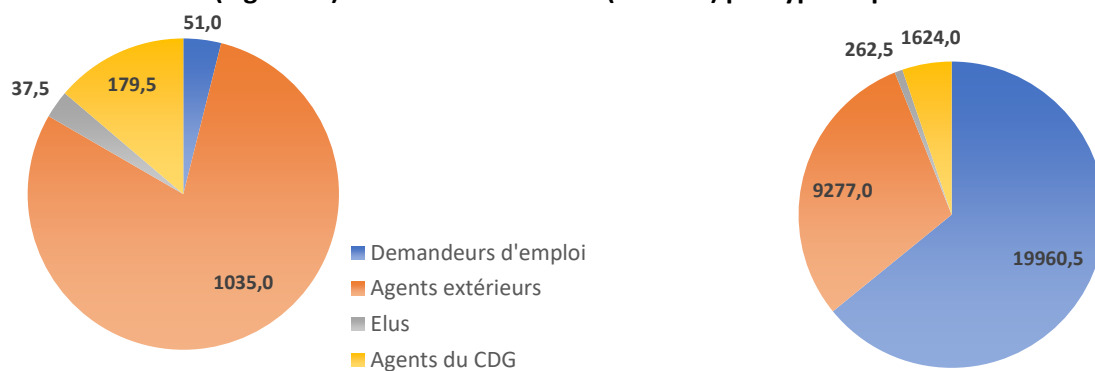 51,0
37,5
179,5
1035,0
Demandeurs d'emploi
Agents extérieurs
Elus
Agents du CDG
262,5
1624,0
9277,0
19960,5